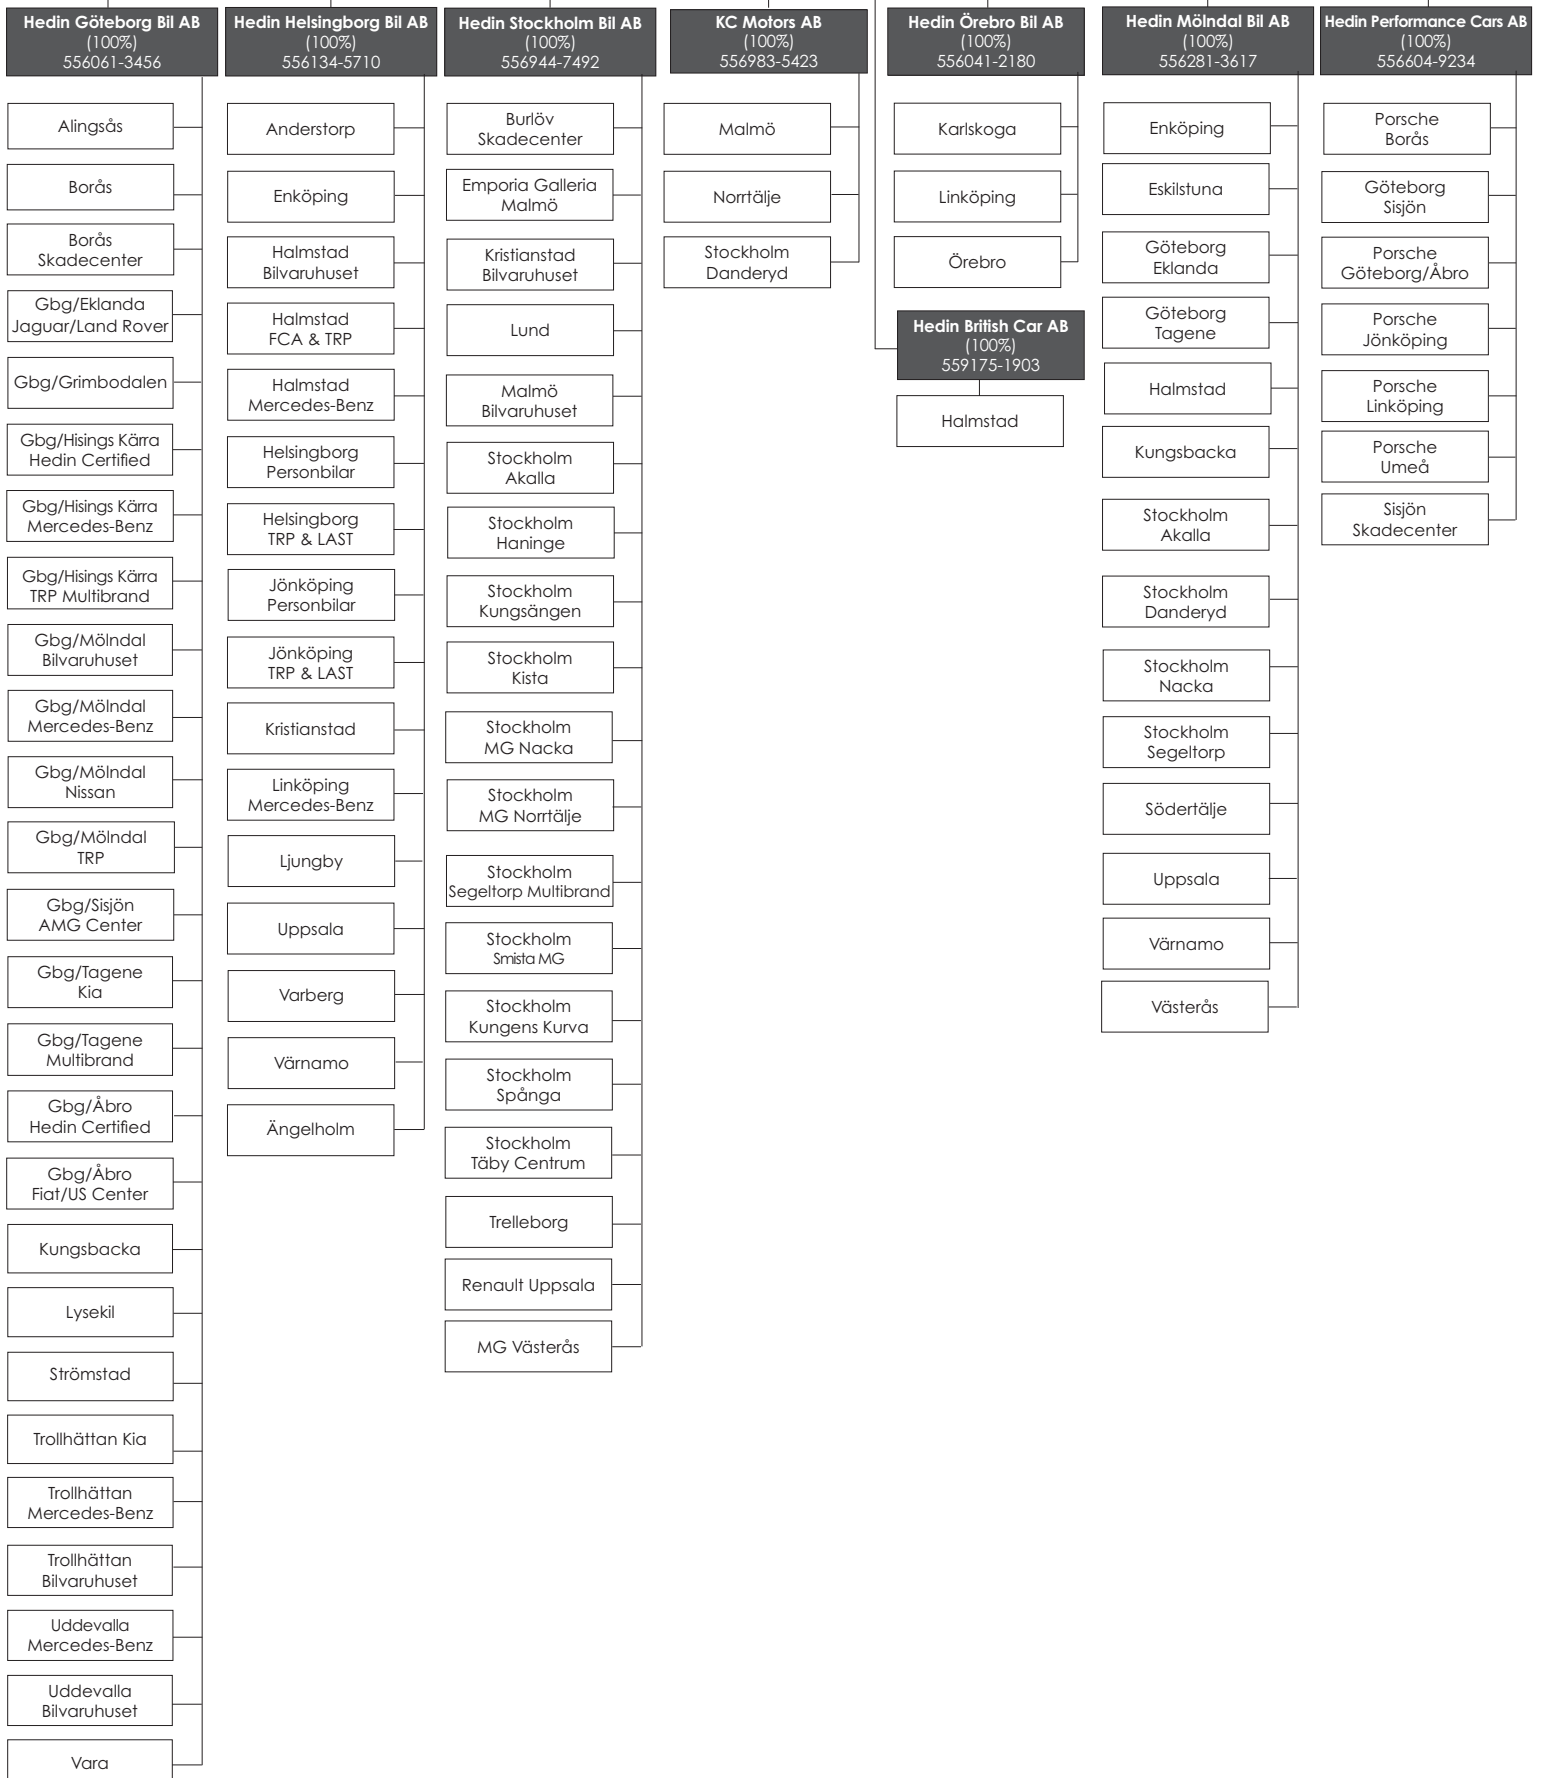 Hedin Göteborg Bil AB
(100%)
556061-3456
Alingsås
Borås
Borås
Skadecenter
Gbg/Eklanda
Jaguar/Land Rover
Gbg/Grimbodalen
Gbg/Hisings Kärra
Hedin Certified
Gbg/Hisings Kärra
Mercedes-Benz
Gbg/Hisings Kärra
TRP Multibrand
Gbg/Mölndal
Bilvaruhuset
Gbg/Mölndal
Mercedes-Benz
Gbg/Mölndal
Nissan
Gbg/Mölndal
TRP
Gbg/Sisjön
AMG Center
Gbg/Tagene
Kia
Gbg/Tagene
Multibrand
Gbg/Åbro
Hedin Certified
Gbg/Åbro
Fiat/US Center
Kungsbacka
Lysekil
Strömstad
Trollhättan Kia
Trollhättan
Mercedes-Benz
Trollhättan
Bilvaruhuset
Uddevalla
Mercedes-Benz
Uddevalla
Bilvaruhuset
Vara
Hedin Helsingborg Bil AB
(100%)
556134-5710
Anderstorp
Enköping
Halmstad
Bilvaruhuset
Halmstad
FCA & TRP
Halmstad
Mercedes-Benz
Helsingborg
Personbilar
Helsingborg
TRP & LAST
Jönköping
Personbilar
Jönköping
TRP & LAST
Kristianstad
Linköping
Mercedes-Benz
Ljungby
Uppsala
Varberg
Värnamo
Ängelholm
Hedin Stockholm Bil AB
(100%)
556944-7492
Burlöv
Skadecenter
Emporia Galleria
Malmö
Kristianstad
Bilvaruhuset
Lund
Malmö
Bilvaruhuset
Stockholm
Akalla
Stockholm
Haninge
Stockholm
Kungsängen
Stockholm
Kista
Stockholm
MG Nacka
Stockholm
MG Norrtälje
Stockholm
Segeltorp Multibrand
Stockholm
Smista MG
Stockholm
Kungens Kurva
Stockholm
Spånga
Stockholm
Täby Centrum
Trelleborg
Renault Uppsala
MG Västerås
KC Motors AB
(100%)
556983-5423
Malmö
Norrtälje
Stockholm
Danderyd
Hedin Örebro Bil AB
(100%)
556041-2180
Karlskoga
Linköping
Örebro
Hedin British Car AB
(100%)
559175-1903
Halmstad
Hedin Mölndal Bil AB
(100%)
556281-3617
Enköping
Eskilstuna
Göteborg
Eklanda
Göteborg
Tagene
Halmstad
Kungsbacka
Stockholm
Akalla
Stockholm
Danderyd
Stockholm
Nacka
Stockholm
Segeltorp
Södertälje
Uppsala
Värnamo
Västerås
Hedin Performance Cars AB
(100%)
556604-9234
Porsche
Borås
Göteborg
Sisjön
Porsche
Göteborg/Åbro
Porsche
Jönköping
Porsche
Linköping
Porsche
Umeå
Sisjön
Skadecenter